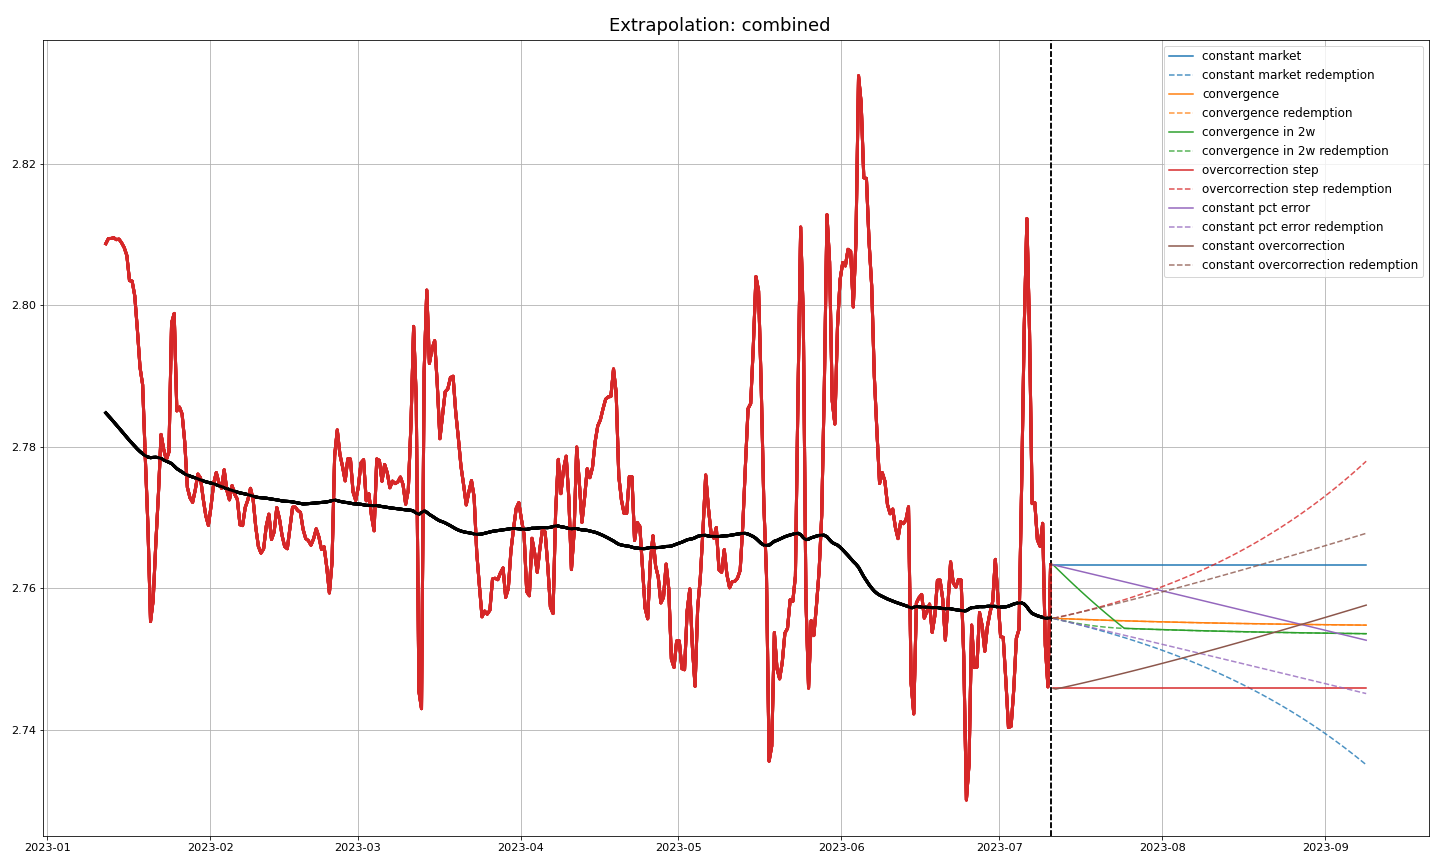 Extrapolation: combined
constant market
constant market redemption
convergence
convergence redemption
convergence in 2w
convergence in 2w redemption
overcorrection step
overcorrection step redemption
constant pct error
constant pct error redemption
constant overcorrection
constant overcorrection redemption
2.82
2.80
2.78
2.76
2.74
2023-01 2023-02 2023-03 2023-04 2023-05 2023-06 2023-07 2023-08 2023-09